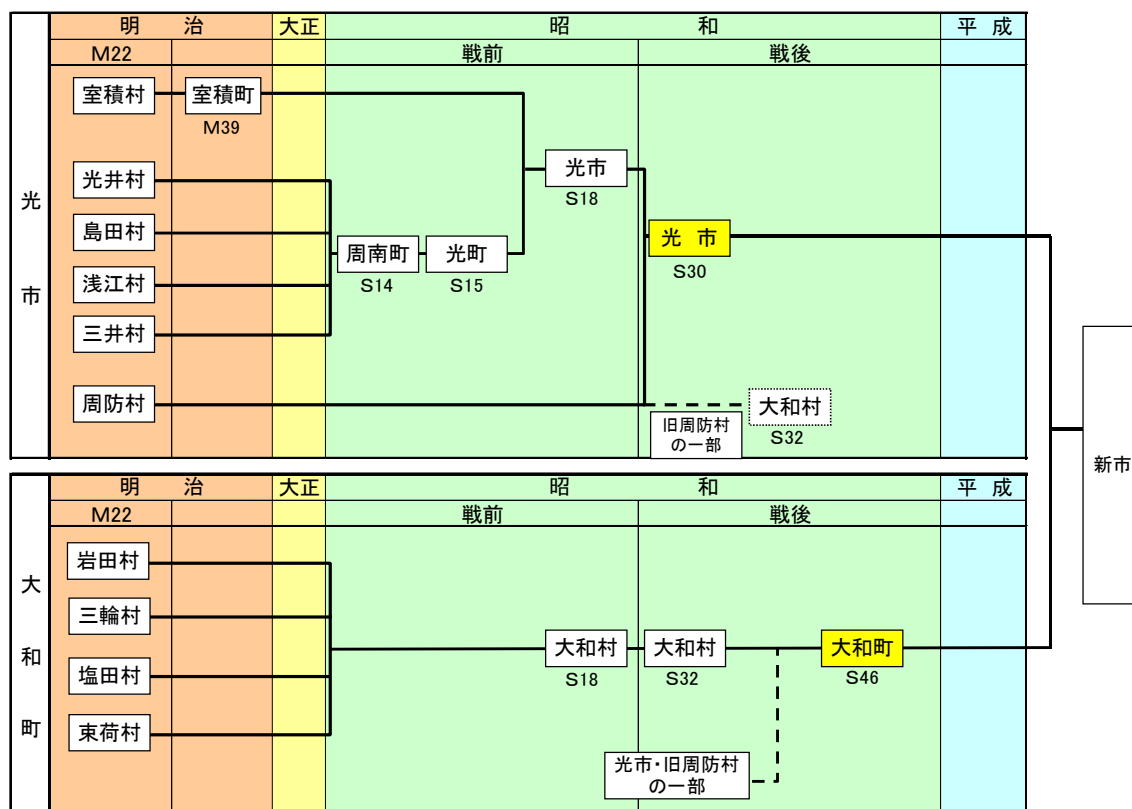 明 治 大正 昭 和 平 成
M22 戦前 戦後
室積村 室積町
M39
光井村
島田村
浅江村
三井村
周防村
周南町
S14
光町
S15
光市
S18
光 市
S30
旧周防村
の一部
大和村
S32
光
市
明 治 大正 昭 和 平 成
M22 戦前 戦後
岩田村
三輪村
塩田村
束荷村
大和村
S18
大和村
S32
大和町
S46
光市・旧周防村
の一部
大
和
町
新市